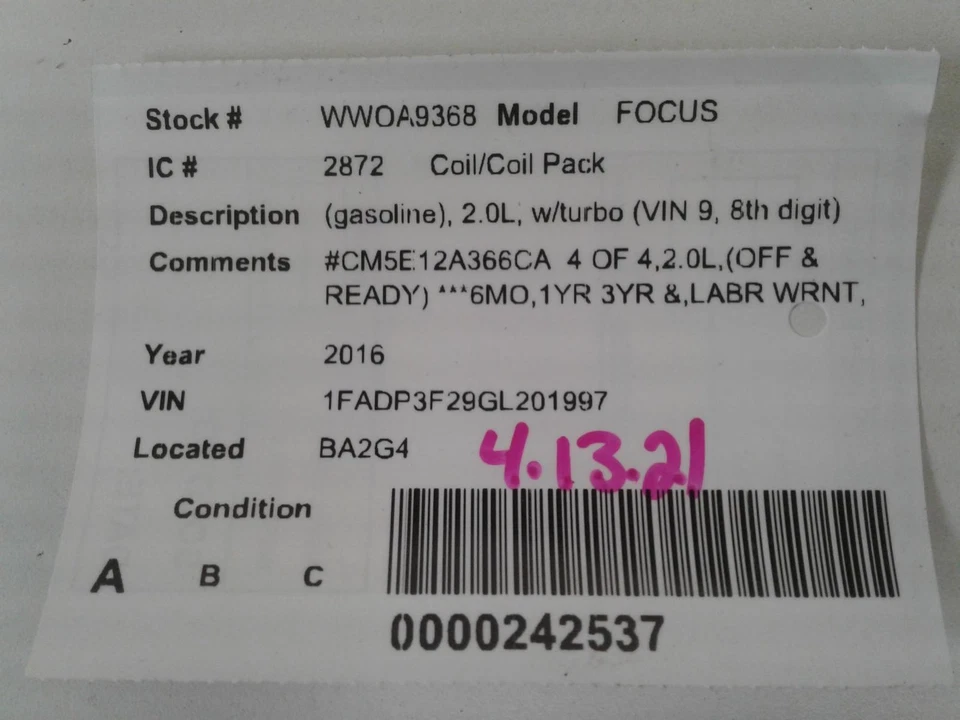 Stock # WWOA9368 Model FOCUS
IC # 2872 Coil/Coil Pack
Description (gasoline), 2.0L, w/turbo (VIN 9, 8th digit)
Comments #CM5E12A366CA 4 OF 4,2.0L,(OFF &
READY) ***6MO,1YR 3YR &,LABR WRNT,
Year 2016
VIN 1FADP3F29GL201997
Located BA2G4
4.13.21
Condition
A B C
0000242537